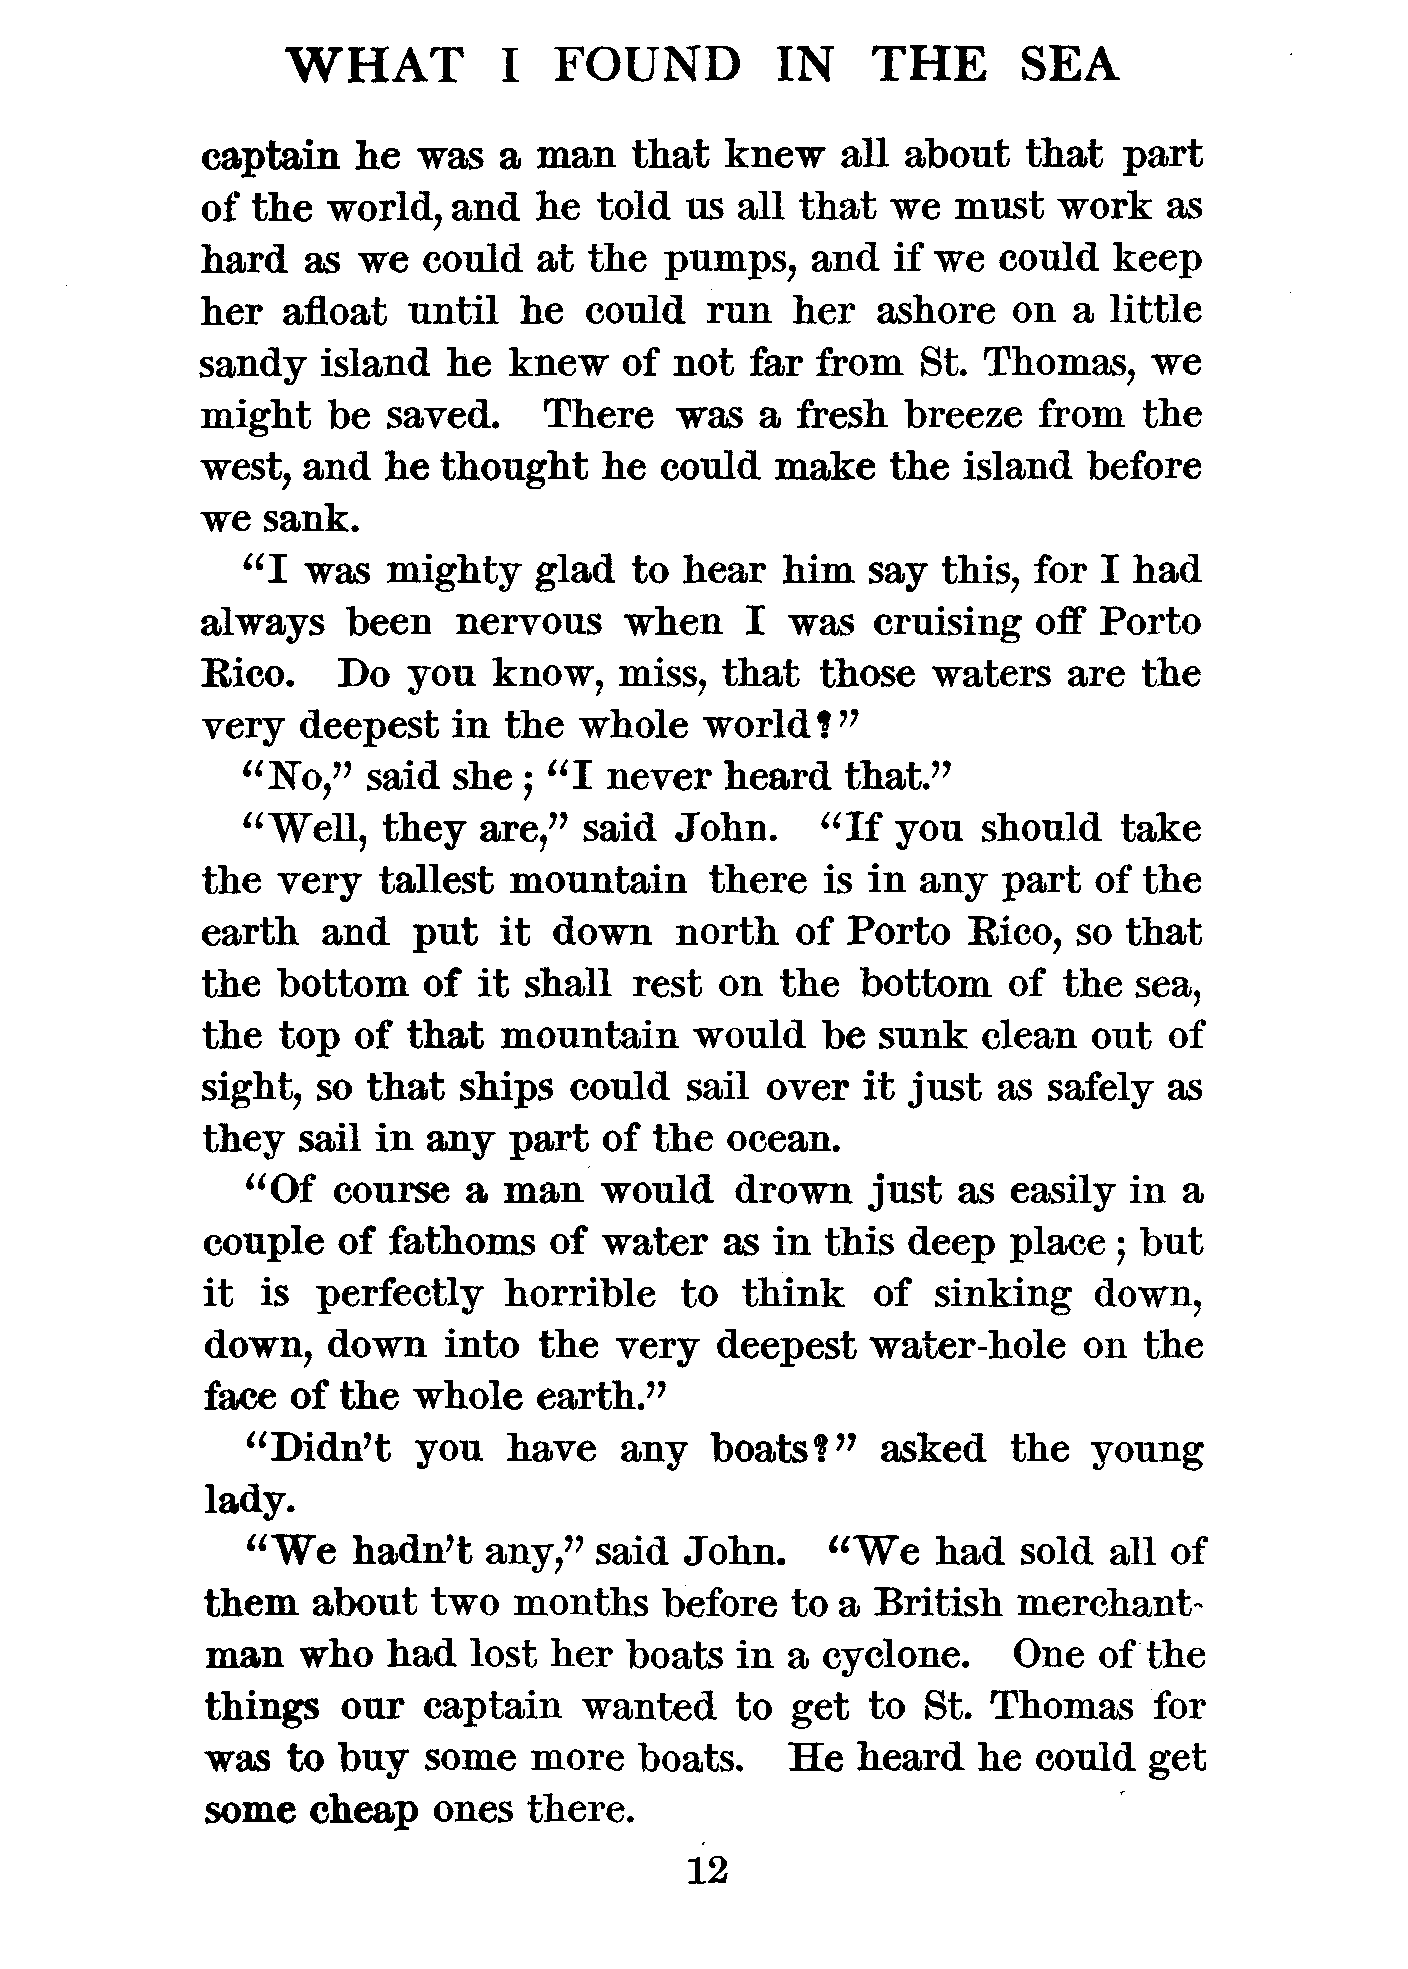 WHAT I FOUND IN THE SEA
captain he was a man that knew all about that part
of the world, and he told us all that we must work as
hard as we could at the pumps, and if we could keep
her afloat until he could run her ashore on a little
sandy island he knew of not far from St. Thomas, we
might be saved. There was a fresh breeze from the
west, and he thought he could make the island before
we sank.
"I was mighty glad to hear him say this, for I had
always been nervous when I was cruising off Porto
Rico. Do you know, miss, that those waters are the
very deepest in the whole world?"
"No," said she; "I never heard that."
"Well, they are," said John. "If you should take
the very tallest mountain there is in any part of the
earth and put it down north of Porto Rico, so that
the bottom of it shall rest on the bottom of the sea,
the top of that mountain would be sunk clean out of
sight, so that ships could sail over it just as safely as
they sail in any part of the ocean.
"Of course a man would drown just as easily in a
couple of fathoms of water as in this deep place; but
it is perfectly horrible to think of sinking down,
down, down into the very deepest water-hole on the
face of the whole earth."
"Didn't you have any boats?" asked the young
lady.
"We hadn't any," said John. "We had sold all of
them about two months before to a British merchant-
man who had lost her boats in a cyclone. One of the
things our captain wanted to get to St. Thomas for
was to buy some more boats. He heard he could get
some cheap ones there.
12